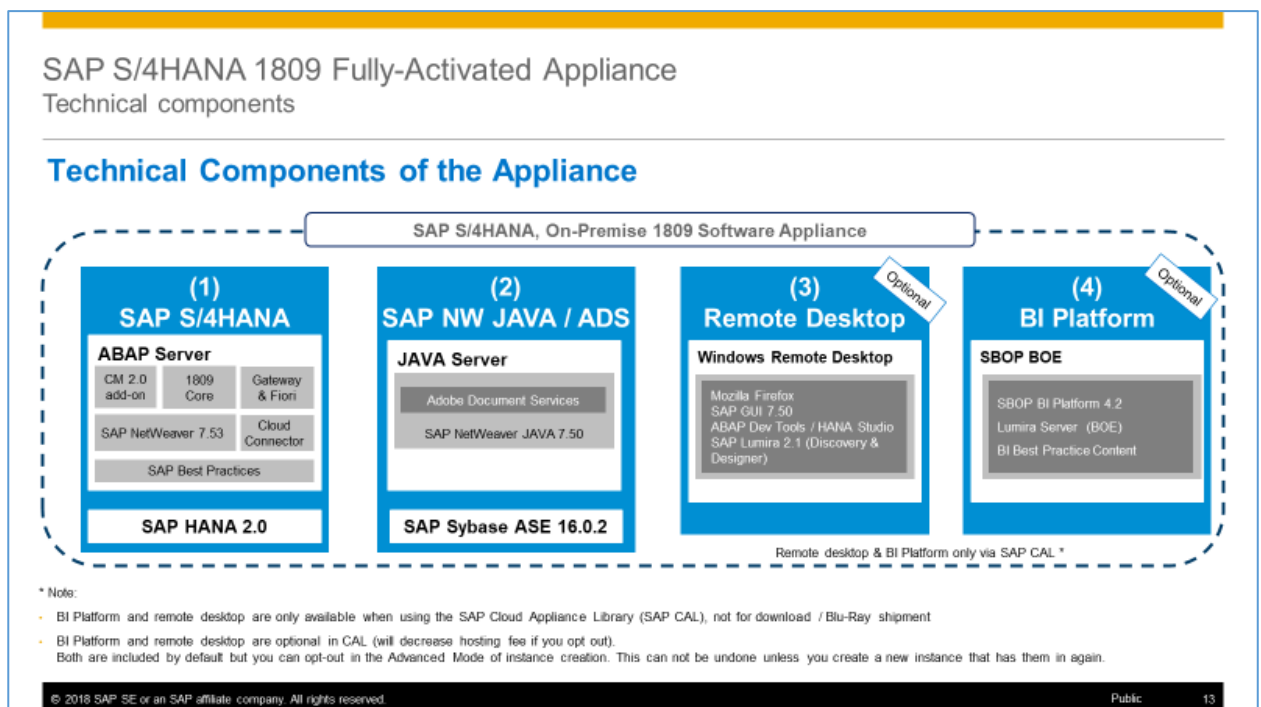 SAP S/4HANA 1809 Fully-Activated Appliance
Technical components
Technical Components of the Appliance
SAP S/4HANA, On-Premise 1809 Software Appliance
(1)
SAP S/4HANA
ABAP Server
CM 2.0
add-on
1809
Core
Gateway
& Fiori
SAP NetWeaver 7.53
Cloud
Connector
SAP Best Practices
SAP HANA 2.0
(2)
SAP NW JAVA / ADS
JAVA Server
Adobe Document Services
SAP NetWeaver JAVA 7.50
SAP Sybase ASE 16.0.2
(3)
Remote Desktop
Optional
Windows Remote Desktop
Mozilla Firefox
SAP GUI 7.50
ABAP Dev Tools / HANA Studio
SAP Lumira 2.1 (Discovery &
Designer)
(4)
BI Platform
Optional
SBOP BOE
SBOP BI Platform 4.2
Lumira Server (BOE)
BI Best Practice Content
Remote desktop & BI Platform only via SAP CAL *
* Note:
- BI Platform and remote desktop are only available when using the SAP Cloud Appliance Library (SAP CAL), not for download / Blu-Ray shipment
- BI Platform and remote desktop are optional in CAL (will decrease hosting fee if you opt out).
Both are included by default but you can opt-out in the Advanced Mode of instance creation. This can not be undone unless you create a new instance that has them in again.
© 2018 SAP SE or an SAP affiliate company. All rights reserved.
Public
13